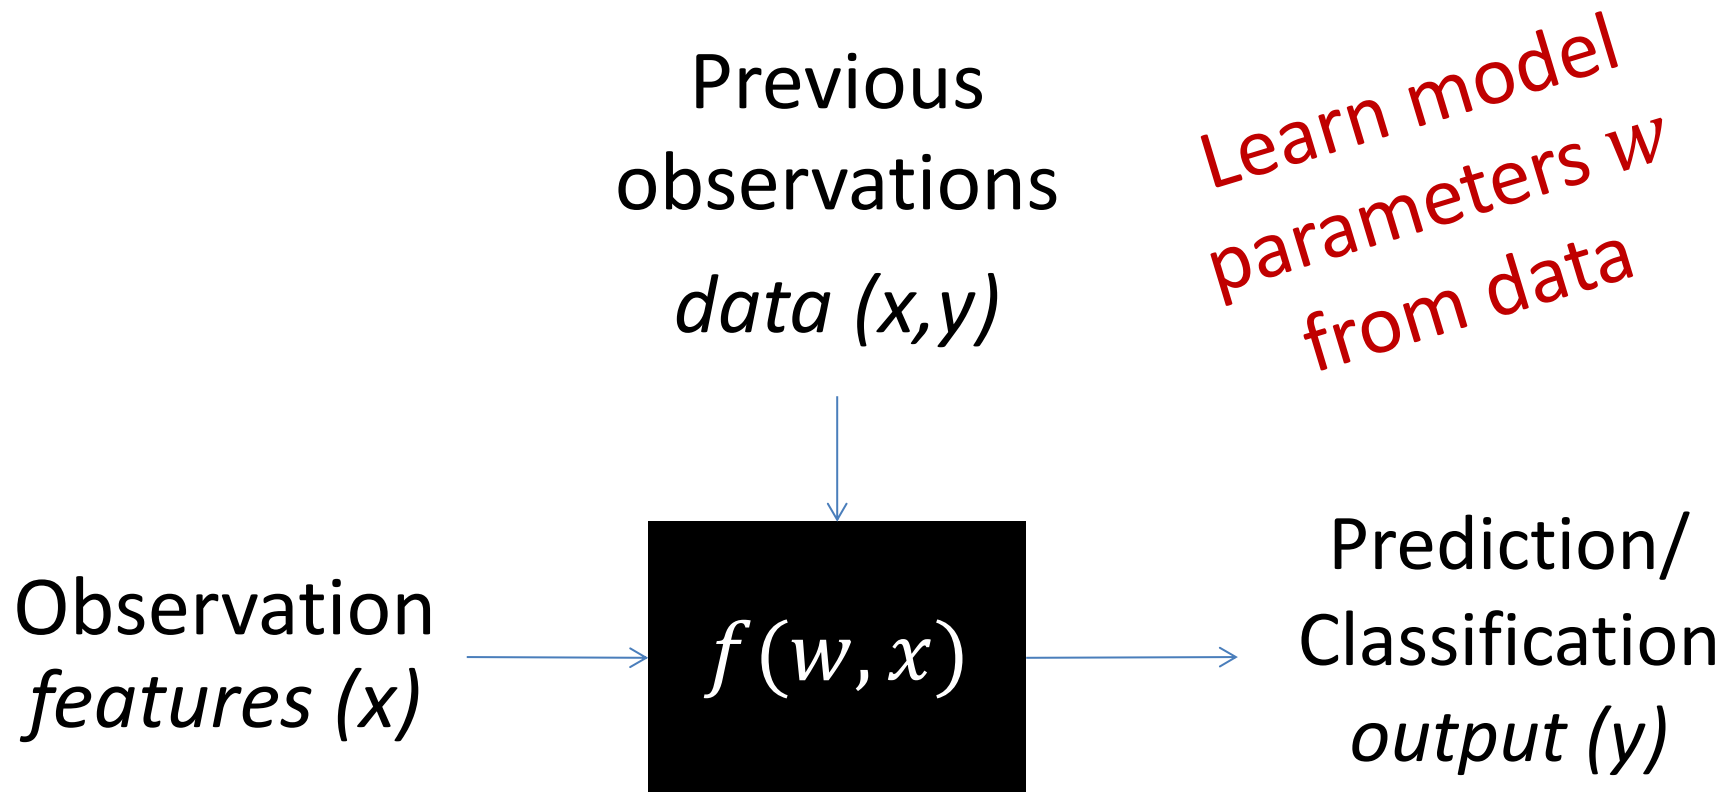 Previous
observations
data (x,y)
Learn model
parameters w
from data
Observation
features (x)
f(w, x)
Prediction/
Classification
output (y)